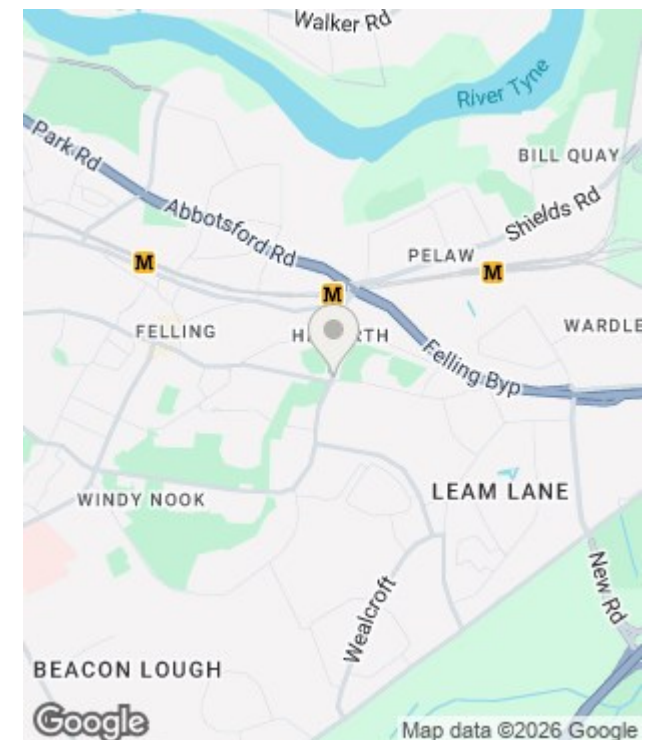 Walker Rd
River Tyne
Park Rd
BILL QUAY
Abbotsford Rd
Shields Rd
PELAW
M
M
M
FELLING
WARDLE
Felling Byp
LEAM LANE
WINDY NOOK
New Rd
Wealcroft
BEACON LOUGH
Google
Map data ©2026 Google